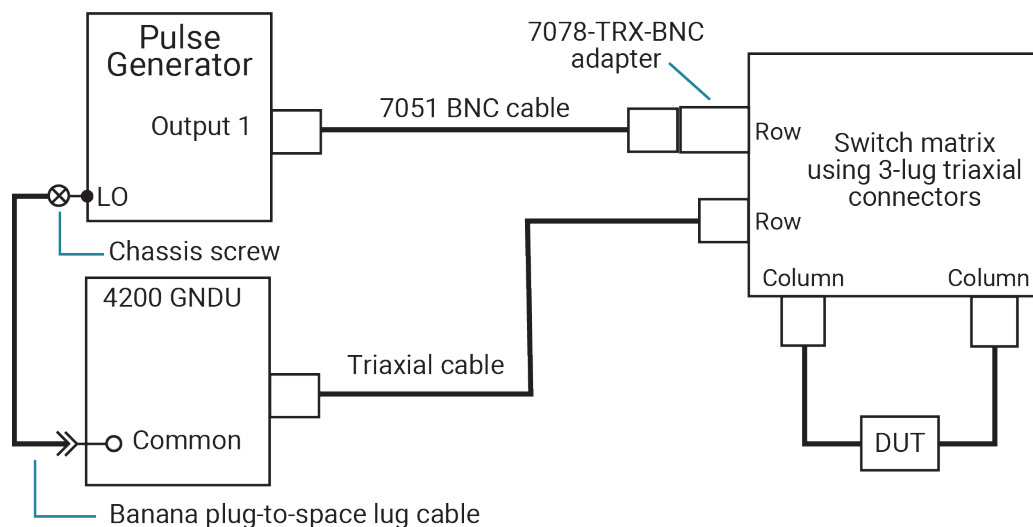 Pulse
Generator
Output 1
LO
Chassis screw
7051 BNC cable
7078-TRX-BNC
adapter
Row
Switch matrix
using 3-lug triaxial
connectors
Row
Column
Column
4200 GNDU
Triaxial cable
Common
DUT
Banana plug-to-space lug cable